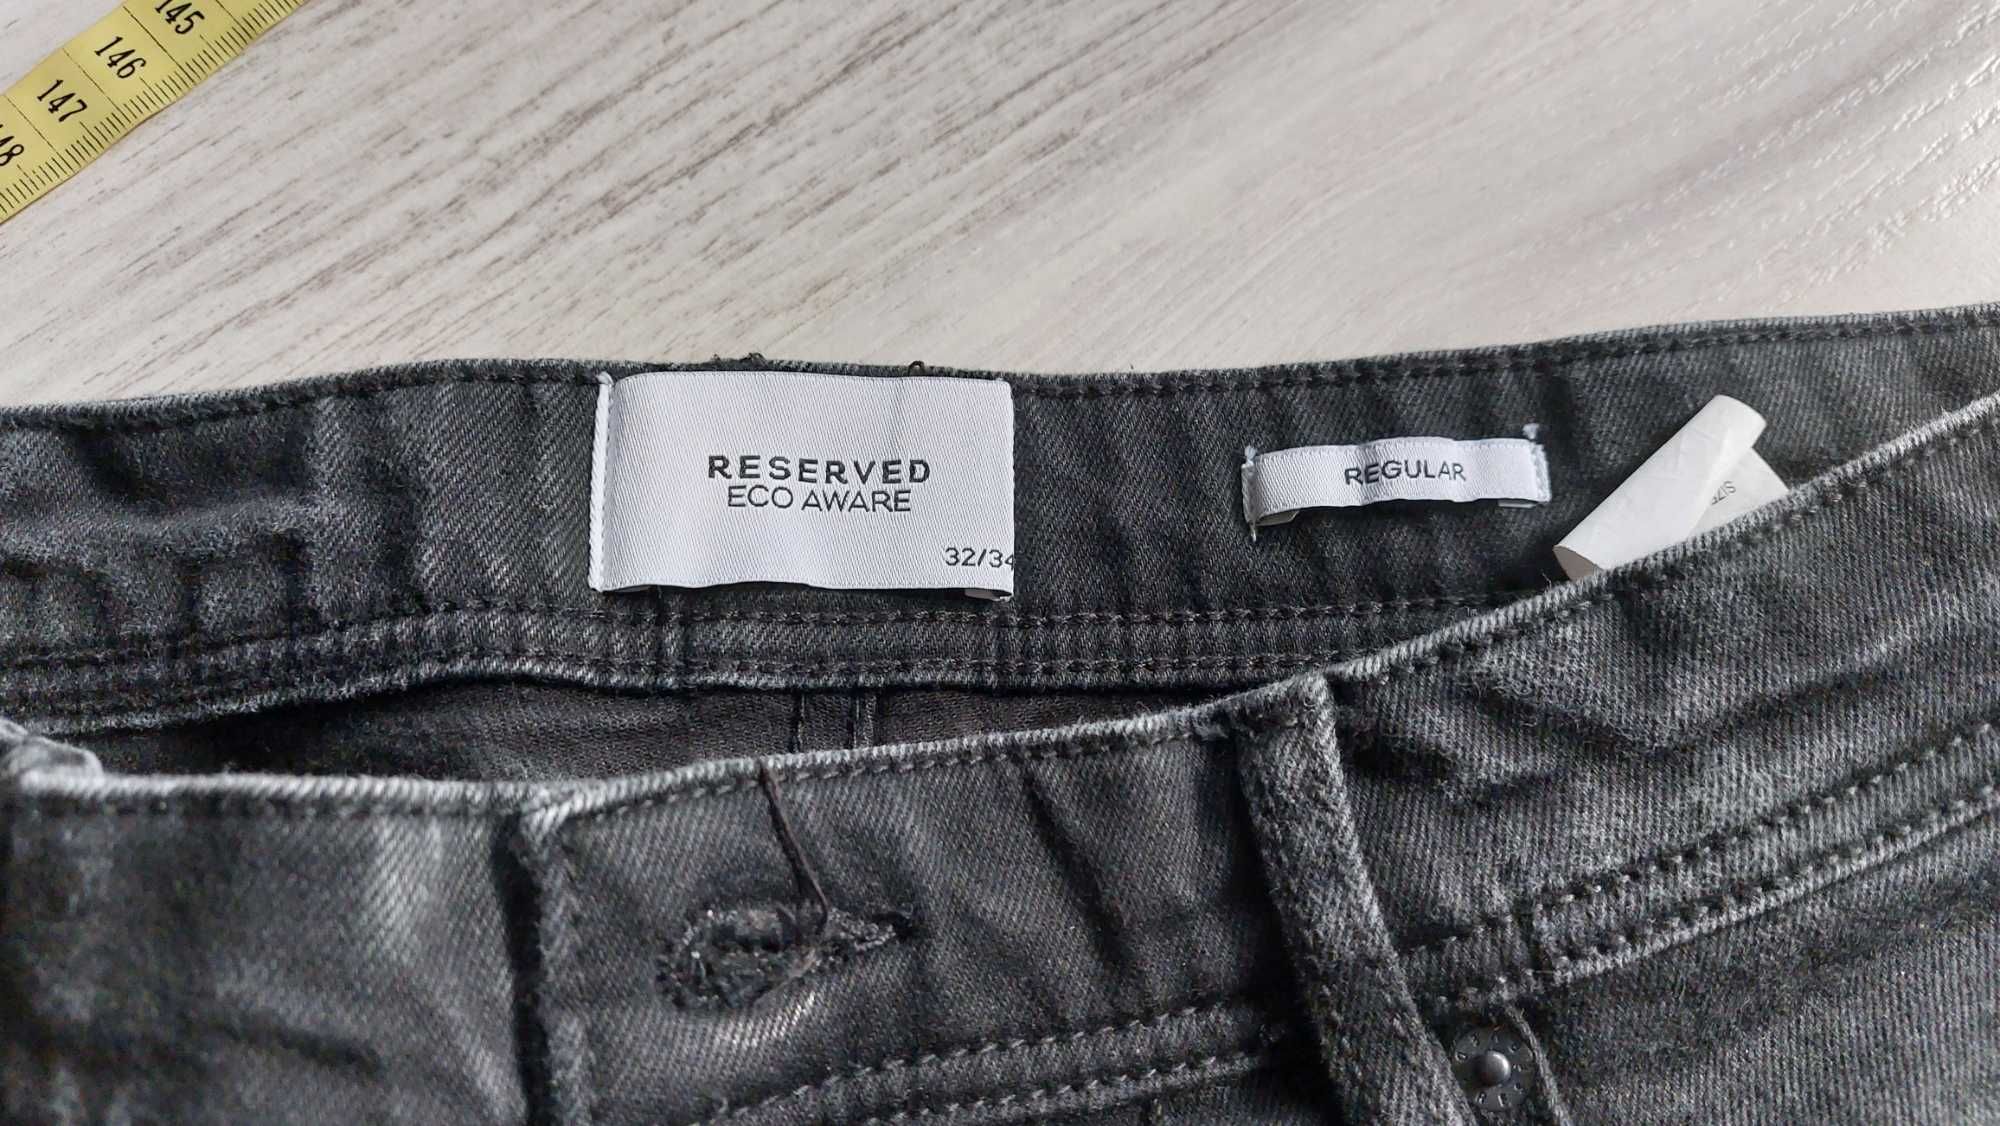 145
146
147
RESERVED
ECO AWARE
32/34
REGULAR